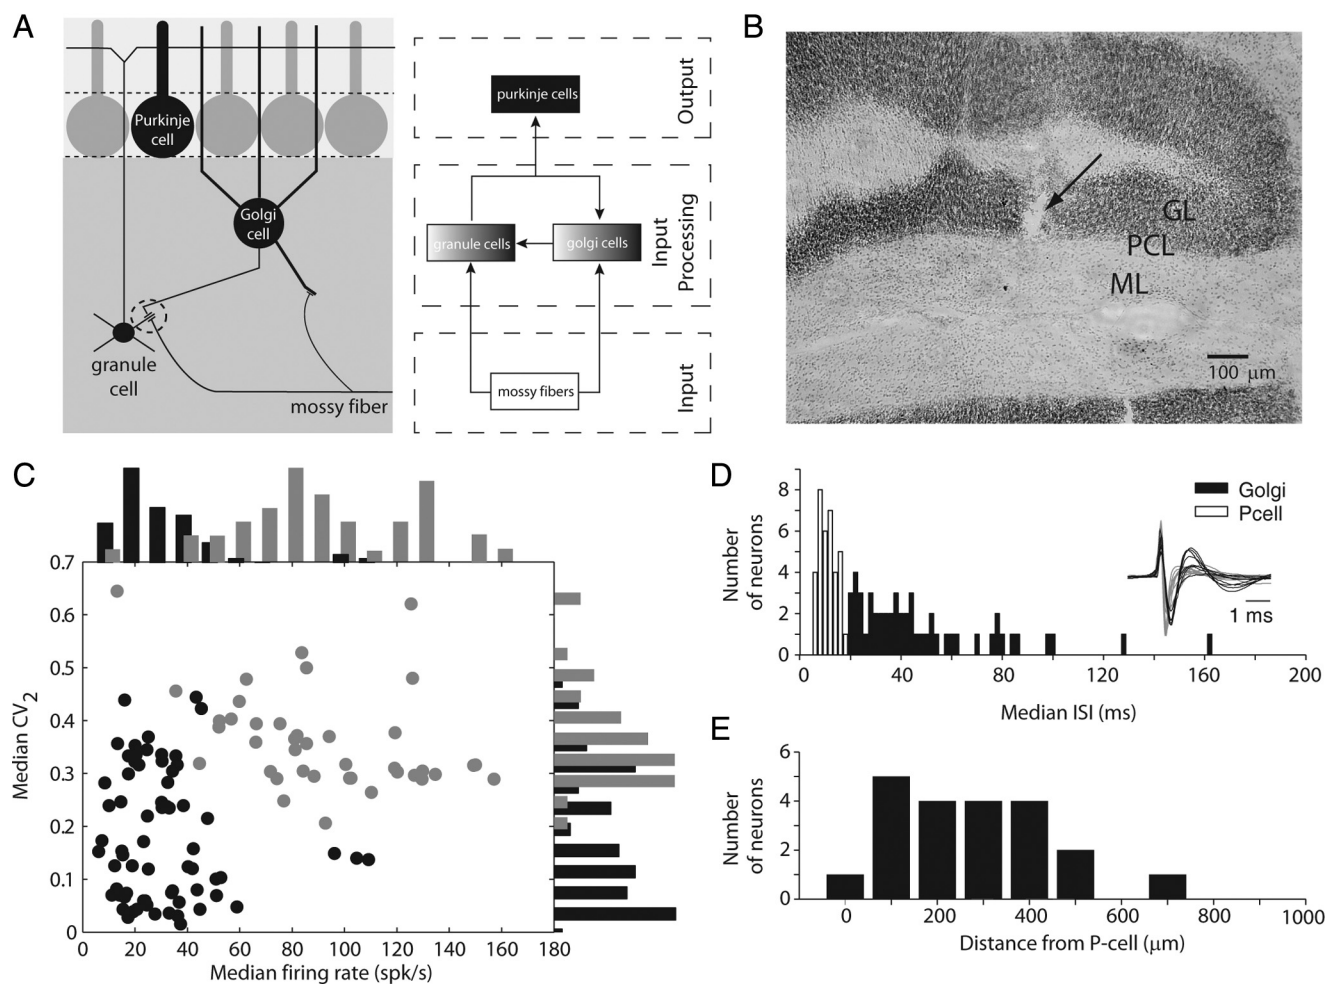 A
Purkinje
cell
Golgi
cell
granule
cell
mossy fiber
purkinje cells
Output
granule cells
golgi cells
Input
Processing
mossy fibers
Input
B
GL
PCL
ML
100 μm
C
0.7
0.6
0.5
0.4
0.3
0.2
0.1
0
Median CV2
0 20 40 60 80 100 120 140 160 180
Median firing rate (spk/s)
D
Number
of neurons
8
6
4
2
0
Golgi
Pcell
1 ms
0 40 80 120 160 200
Median ISI (ms)
E
Number
of neurons
6
4
2
0
0 200 400 600 800 1000
Distance from P-cell (μm)